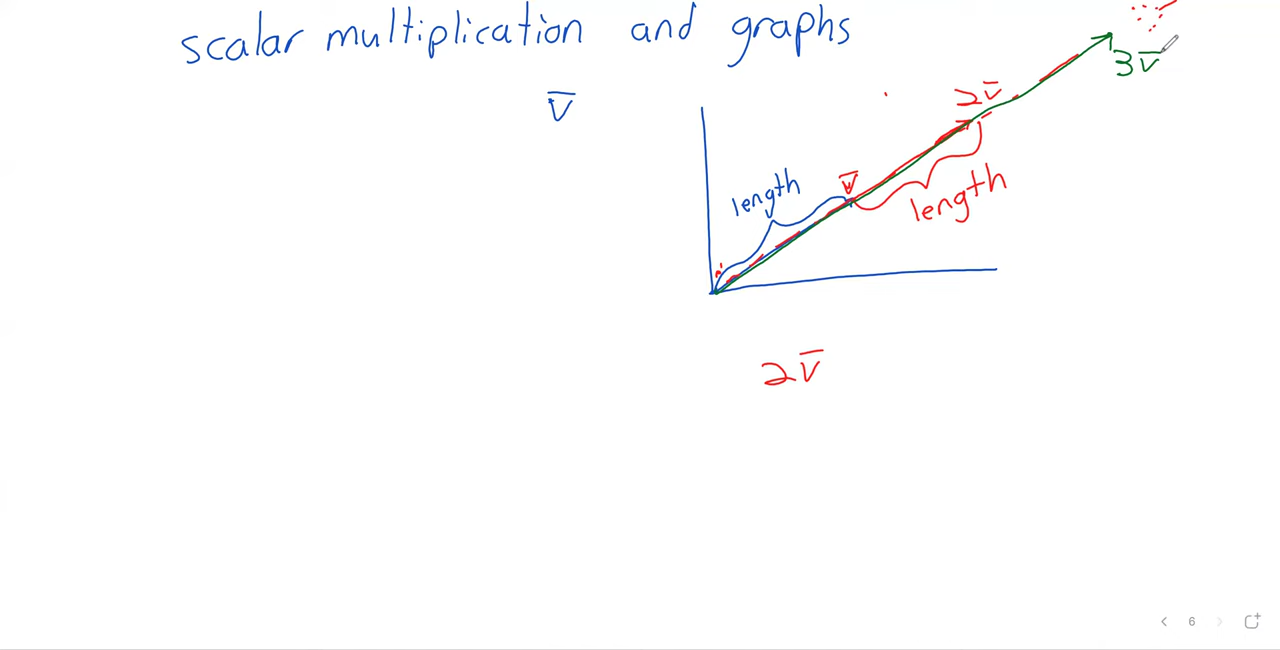 scalar multiplication and graphs
v̅
3v̅
2v̅
v̅
length
length
2v̅
6